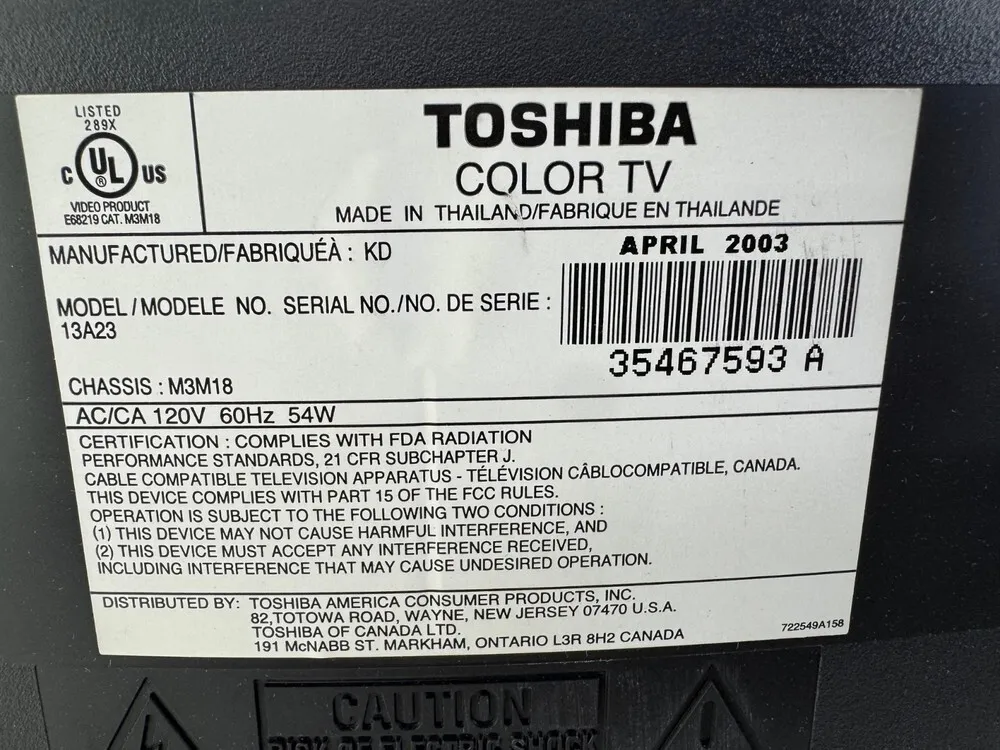 LISTED
289X
C UL® US
VIDEO PRODUCT
E68219 CAT. M3M18
TOSHIBA
COLOR TV
MADE IN THAILAND/FABRIQUE EN THAILANDE
MANUFACTURED/FABRIQUÉÀ : KD
APRIL 2003
MODEL/MODELE NO. SERIAL NO./NO. DE SERIE :
13A23
35467593 A
CHASSIS : M3M18
AC/CA 120V 60Hz 54W
CERTIFICATION : COMPLIES WITH FDA RADIATION
PERFORMANCE STANDARDS, 21 CFR SUBCHAPTER J.
CABLE COMPATIBLE TELEVISION APPARATUS - TÉLÉVISION CÂBLOCOMPATIBLE, CANADA.
THIS DEVICE COMPLIES WITH PART 15 OF THE FCC RULES.
OPERATION IS SUBJECT TO THE FOLLOWING TWO CONDITIONS :
(1) THIS DEVICE MAY NOT CAUSE HARMFUL INTERFERENCE, AND
(2) THIS DEVICE MUST ACCEPT ANY INTERFERENCE RECEIVED,
INCLUDING INTERFERENCE THAT MAY CAUSE UNDESIRED OPERATION.
DISTRIBUTED BY: TOSHIBA AMERICA CONSUMER PRODUCTS, INC.
82,TOTOWA ROAD, WAYNE, NEW JERSEY 07470 U.S.A.
TOSHIBA OF CANADA LTD.
191 McNABB ST. MARKHAM, ONTARIO L3R 8H2 CANADA
722549A158
CAUTION
RISK OF ELECTRIC SHOCK